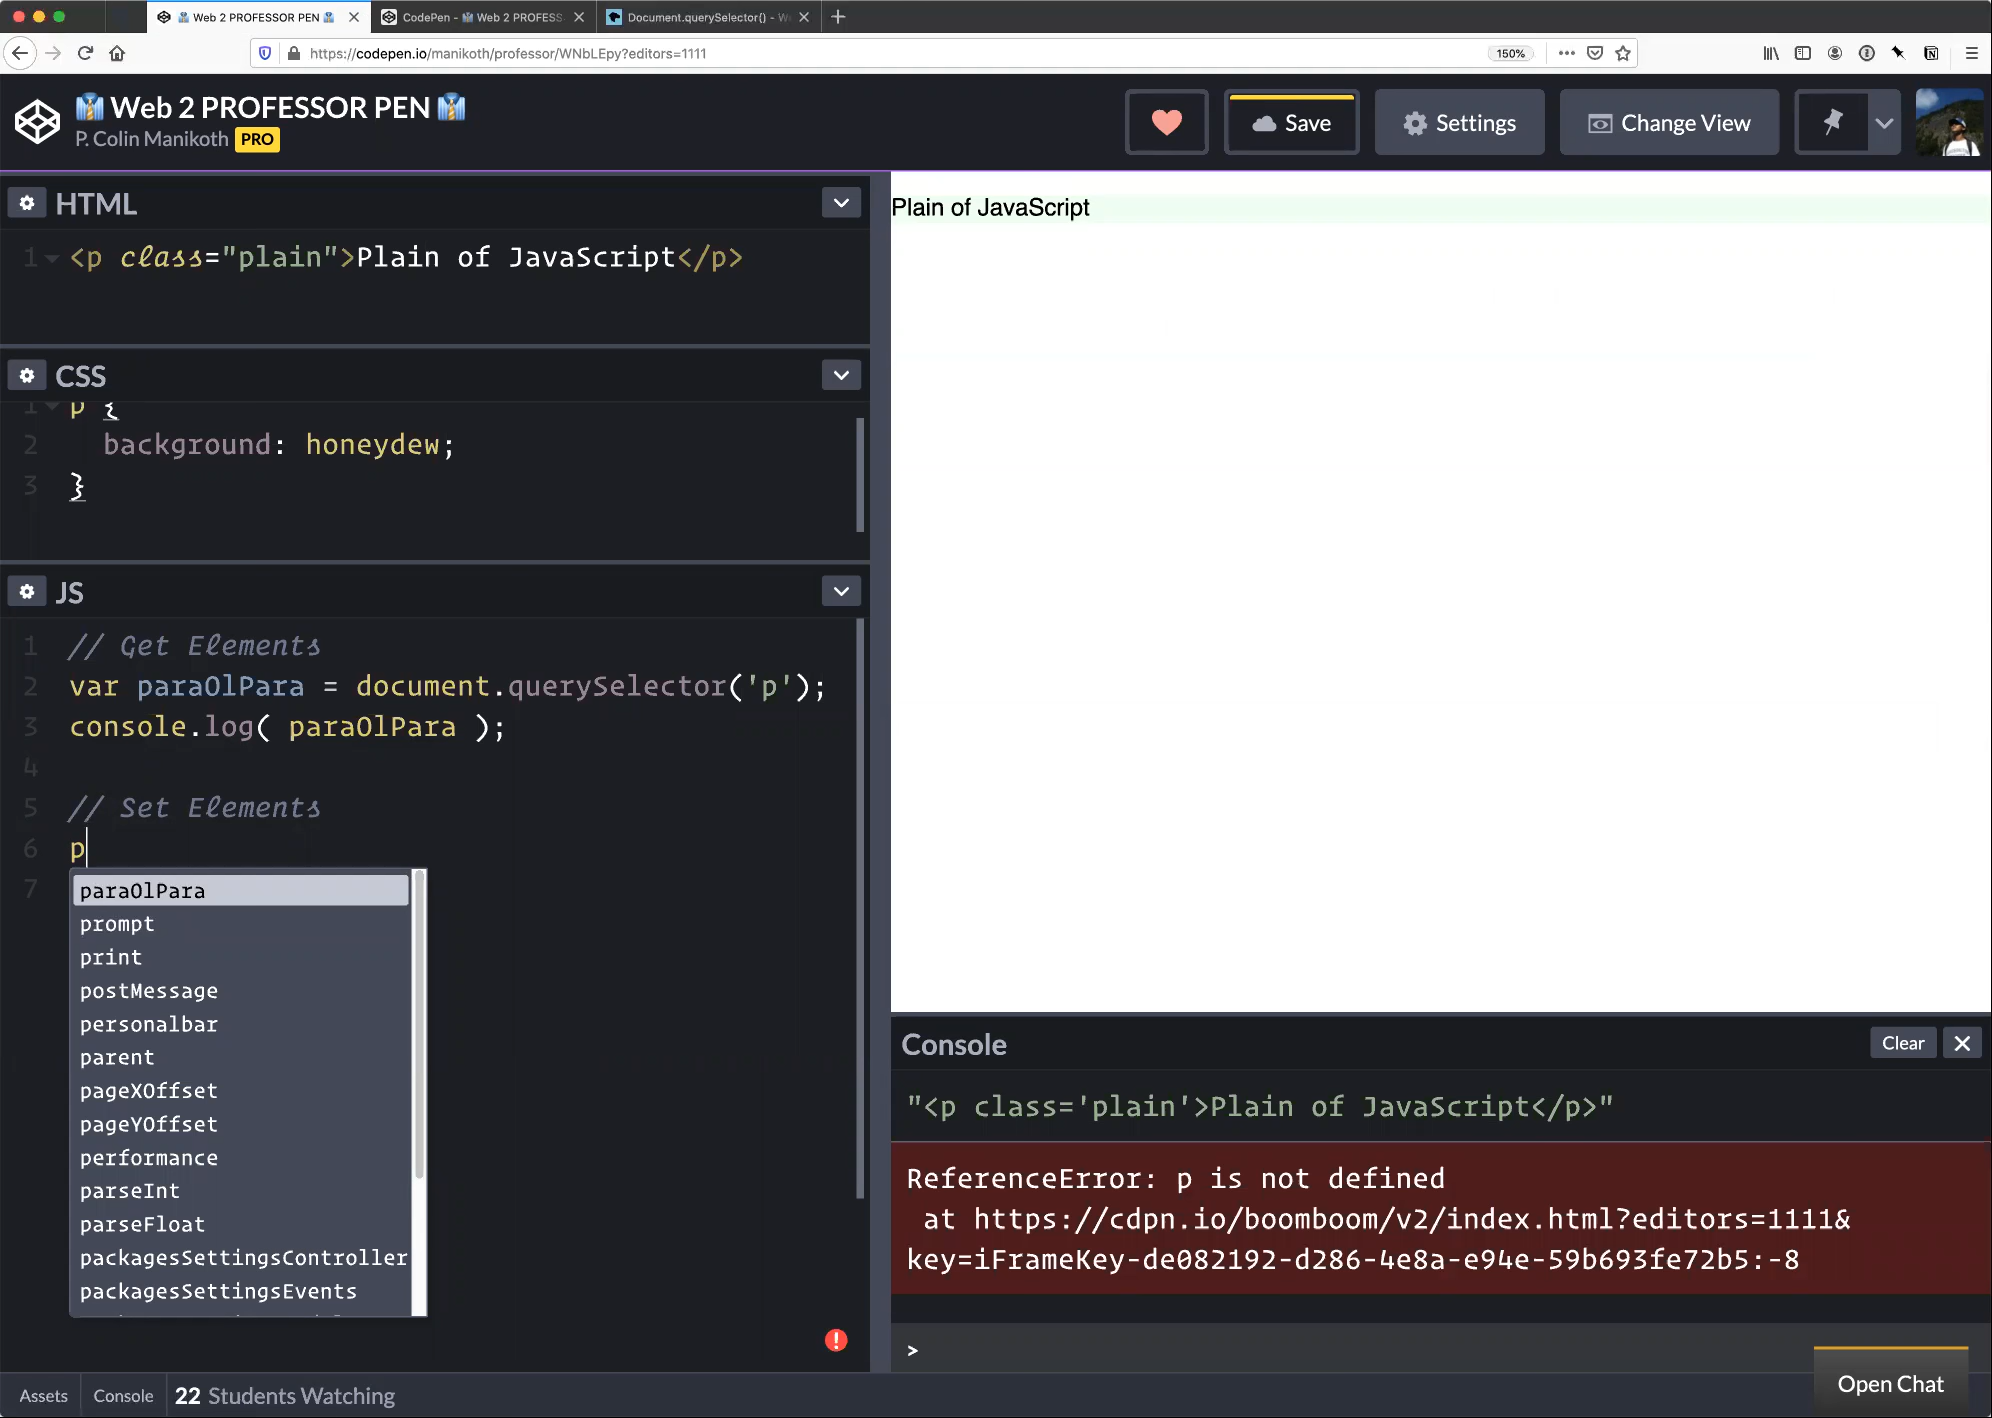 Web 2 PROFESSOR PEN
CodePen - Web 2 PROFESS
Document.querySelector() - W
https://codepen.io/manikoth/professor/WNbLEpy?editors=1111
150%
Web 2 PROFESSOR PEN
P. Colin Manikoth PRO
Save
Settings
Change View
HTML
1 <p class="plain">Plain of JavaScript</p>
CSS
1 p {
2 background: honeydew;
3 }
JS
1 // Get Elements
2 var paraOlPara = document.querySelector('p');
3 console.log( paraOlPara );
4
5 // Set Elements
6 p
7
paraOlPara
prompt
print
postMessage
personalbar
parent
pageXOffset
pageYOffset
performance
parseInt
parseFloat
packagesSettingsController
packagesSettingsEvents
Plain of JavaScript
Console
Clear
"<p class='plain'>Plain of JavaScript</p>"
ReferenceError: p is not defined
at https://cdpn.io/boomboom/v2/index.html?editors=1111&
key=iFrameKey-de082192-d286-4e8a-e94e-59b693fe72b5:-8
>
Assets
Console
22 Students Watching
Open Chat